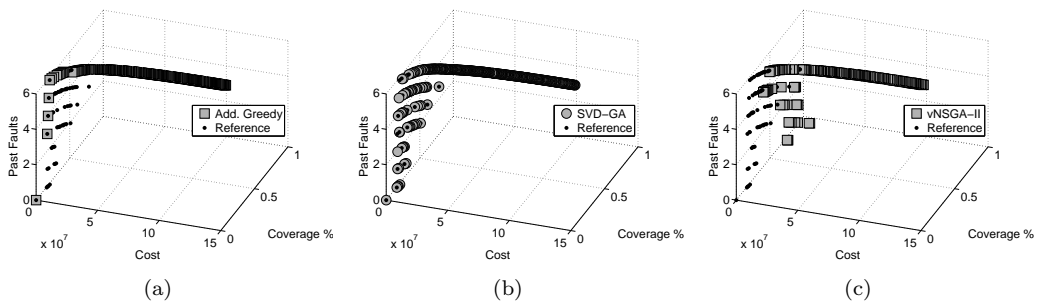 6
4
2
0
Past Faults
0
5
10
15
x 10^7
Cost
0
0.5
1
Coverage %
Add. Greedy
Reference
(a)
6
4
2
0
Past Faults
0
5
10
15
x 10^7
Cost
0
0.5
1
Coverage %
SVD−GA
Reference
(b)
6
4
2
0
Past Faults
0
5
10
15
x 10^7
Cost
0
0.5
1
Coverage %
vNSGA−II
Reference
(c)